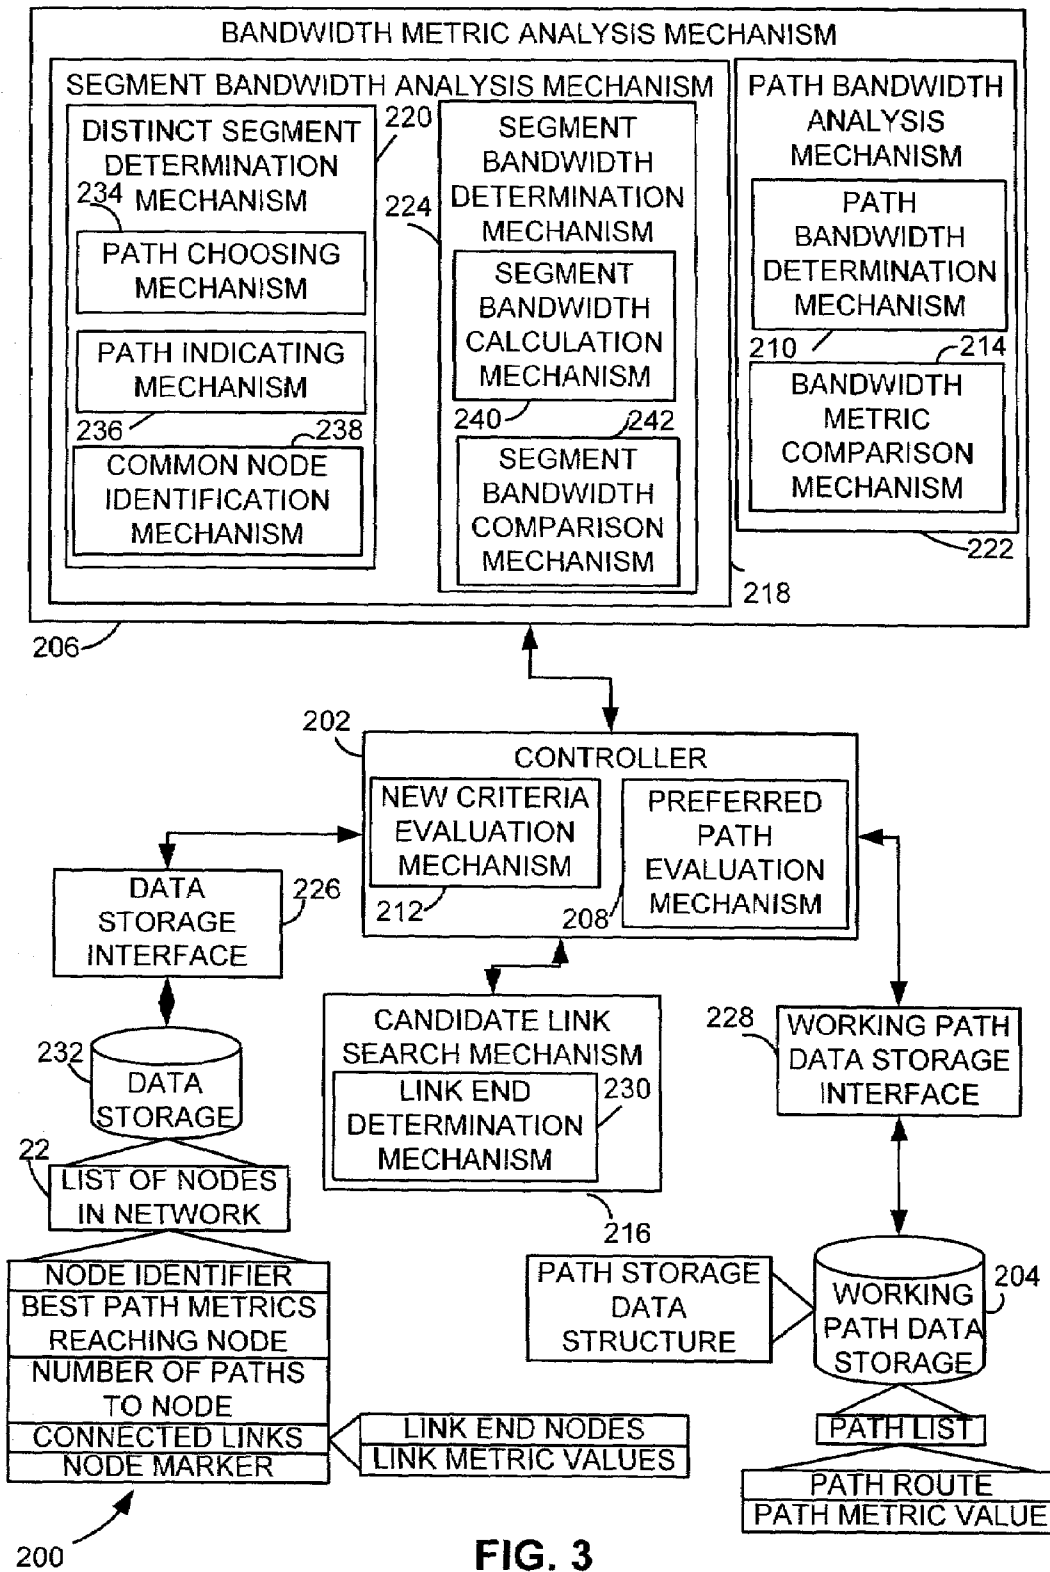 BANDWIDTH METRIC ANALYSIS MECHANISM
SEGMENT BANDWIDTH ANALYSIS MECHANISM
DISTINCT SEGMENT
DETERMINATION
MECHANISM
220
234
PATH CHOOSING
MECHANISM
PATH INDICATING
MECHANISM
236
238
COMMON NODE
IDENTIFICATION
MECHANISM
SEGMENT
BANDWIDTH
DETERMINATION
MECHANISM
224
SEGMENT
BANDWIDTH
CALCULATION
MECHANISM
240
242
SEGMENT
BANDWIDTH
COMPARISON
MECHANISM
218
PATH BANDWIDTH
ANALYSIS
MECHANISM
PATH
BANDWIDTH
DETERMINATION
MECHANISM
210
214
BANDWIDTH
METRIC
COMPARISON
MECHANISM
222
206
202
CONTROLLER
NEW CRITERIA
EVALUATION
MECHANISM
212
PREFERRED
PATH
EVALUATION
MECHANISM
208
DATA
STORAGE
INTERFACE
226
232
DATA
STORAGE
22
LIST OF NODES
IN NETWORK
NODE IDENTIFIER
BEST PATH METRICS
REACHING NODE
NUMBER OF PATHS
TO NODE
CONNECTED LINKS
NODE MARKER
LINK END NODES
LINK METRIC VALUES
200
CANDIDATE LINK
SEARCH MECHANISM
LINK END
DETERMINATION
MECHANISM
230
216
228
WORKING PATH
DATA STORAGE
INTERFACE
PATH STORAGE
DATA
STRUCTURE
WORKING
PATH DATA
STORAGE
204
PATH LIST
PATH ROUTE
PATH METRIC VALUE
FIG. 3